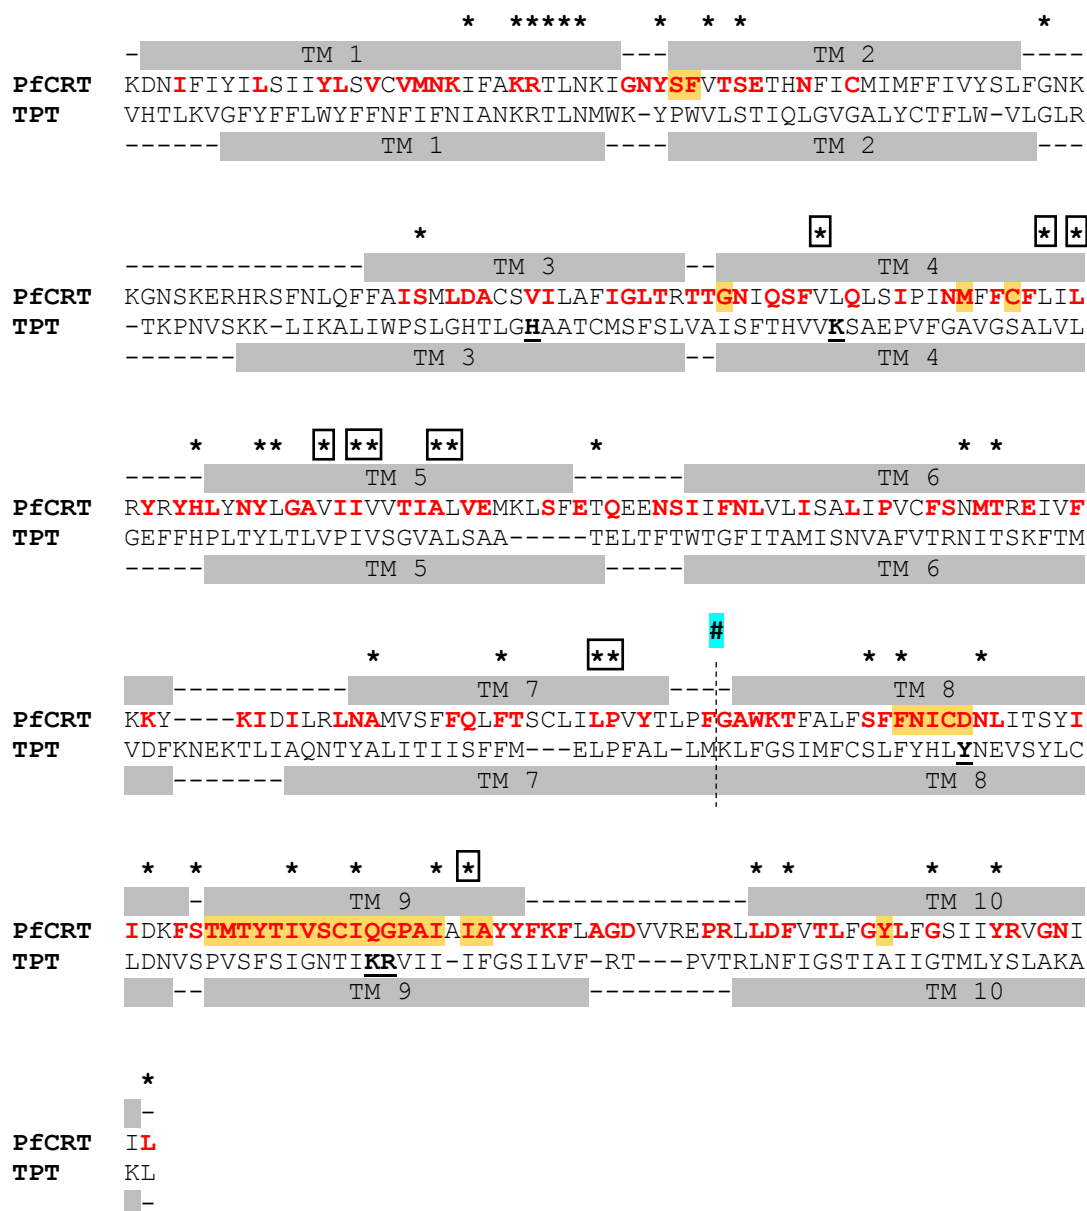 * ***** * * * *
- TM 1 --- TM 2 ----
PfCRT KDNIFIYILSIIYLSVCVMNKIFAKRTLNKIGNYSFVTSETHNFICMIMFFIVYSLFGNK
TPT VHTLKVGFYFFLWYFFNFIFNIANKRTLNMWK-YPWVLSTIQLGVGALYCTFLW-VLGLR
------ TM 1 ---- TM 2 ---
* * * *
--------------- TM 3 -- TM 4
PfCRT KGNSKERHRSFNLQFFAISMLDACSVILAFIGLTRTTGNIQSFVLQLSIPINMFFCFLIL
TPT -TKPNVSKK-LIKALIWPSLGHTLGHAATCMSFSLVAISFTHVVKSAEPVFGAVGSALVL
------- TM 3 -- TM 4
* ** * ** ** * * *
----- TM 5 ------- TM 6
PfCRT RYRYHLYNYLGAVIIVVTIALVEMKLSFETQEENSIIFNLVLISALIPVCFSNMTREIVF
TPT GEFFHPLTYLTLVPIVSGVALSAA-----TELTFTWTGFITAMISNVAFVTRNITSKFTM
----- TM 5 ----- TM 6
#
* * ** * * *
----------- TM 7 ---- TM 8
PfCRT KKY----KIDILRLNAMVSFFQLFTSCLILPVYTLPFGAWKTFALFSFFNICDNLITSYI
TPT VDFKNEKTLIAQNTYALITIISFFM---ELPFAL-LMKLFGSIMFCSLFYHLYNEVSYLC
------- TM 7 TM 8
* * * * * * * * * *
- TM 9 -------------- TM 10
PfCRT IDKFSTMTYTIVSCIQGPAIAIAYYFKFLAGDVVREPRLLDFVTLFGYLFGSIIYRVGNI
TPT LDNVSPVSFSIGNTIKRVII-IFGSILVF-RT---PVTRLNFIGSTIAIIGTMLYSLAKA
-- TM 9 --------- TM 10
*
-
PfCRT IL
TPT KL
-